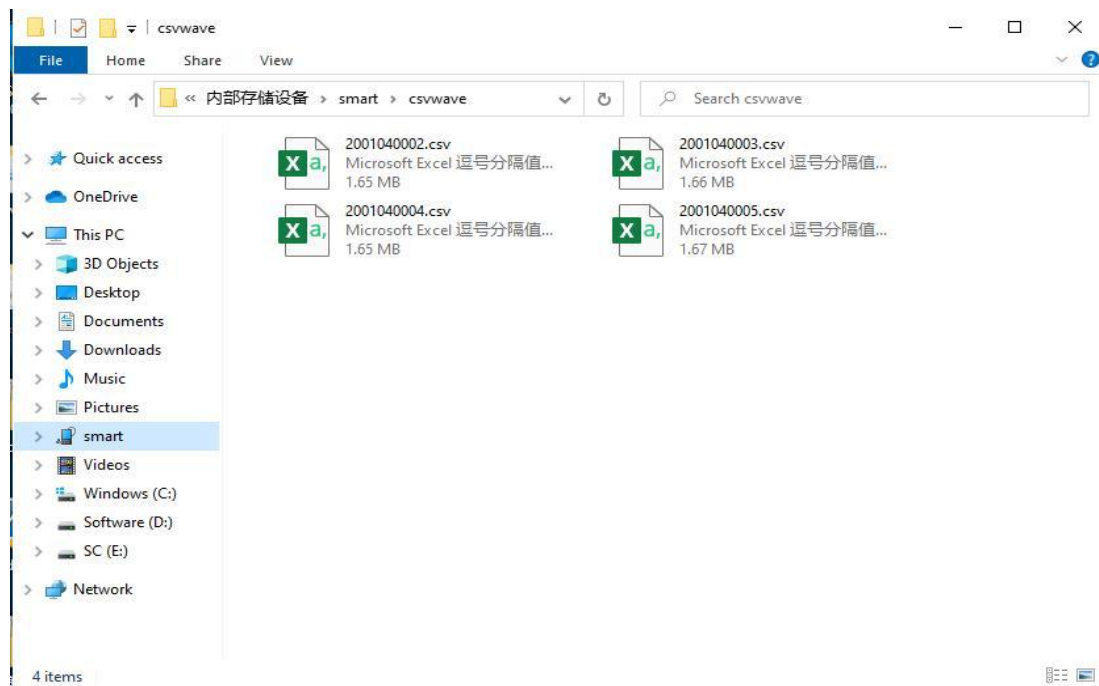 csvwave
File Home Share View
« 内部存储设备 › smart › csvwave
Search csvwave
Quick access
OneDrive
This PC
3D Objects
Desktop
Documents
Downloads
Music
Pictures
smart
Videos
Windows (C:)
Software (D:)
SC (E:)
Network
2001040002.csv
Microsoft Excel 逗号分隔值...
1.65 MB
2001040003.csv
Microsoft Excel 逗号分隔值...
1.66 MB
2001040004.csv
Microsoft Excel 逗号分隔值...
1.65 MB
2001040005.csv
Microsoft Excel 逗号分隔值...
1.67 MB
4 items